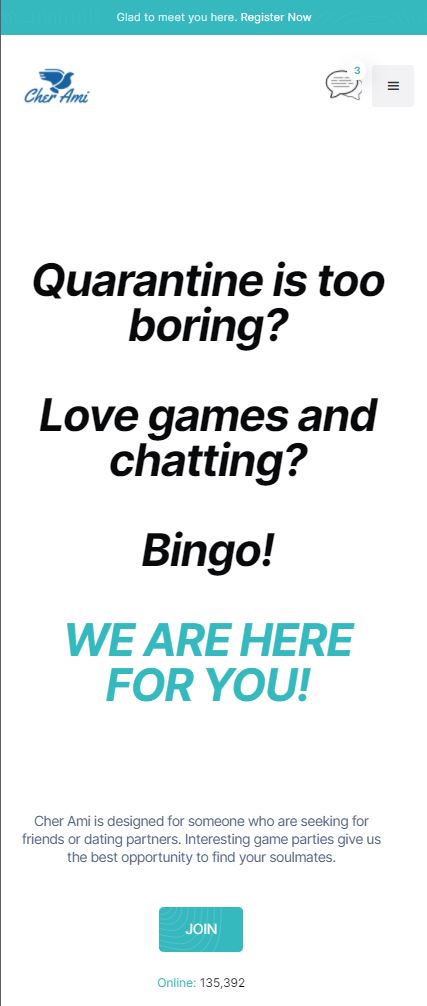 Glad to meet you here. Register Now
Cher Ami
3
Quarantine is too
boring?
Love games and
chatting?
Bingo!
WE ARE HERE
FOR YOU!
Cher Ami is designed for someone who are seeking for
friends or dating partners. Interesting game parties give us
the best opportunity to find your soulmates.
JOIN
Online: 135,392